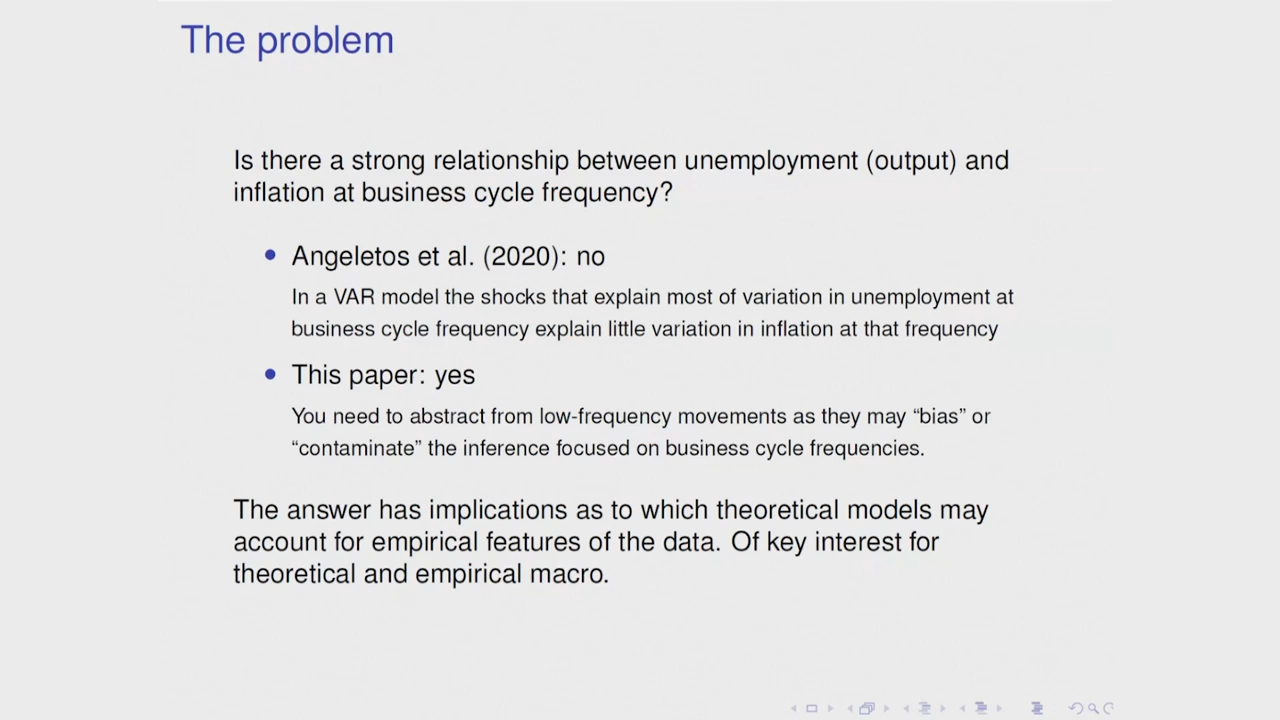 The problem
Is there a strong relationship between unemployment (output) and
inflation at business cycle frequency?
• Angeletos et al. (2020): no
In a VAR model the shocks that explain most of variation in unemployment at
business cycle frequency explain little variation in inflation at that frequency
• This paper: yes
You need to abstract from low-frequency movements as they may “bias” or
“contaminate” the inference focused on business cycle frequencies.
The answer has implications as to which theoretical models may
account for empirical features of the data. Of key interest for
theoretical and empirical macro.